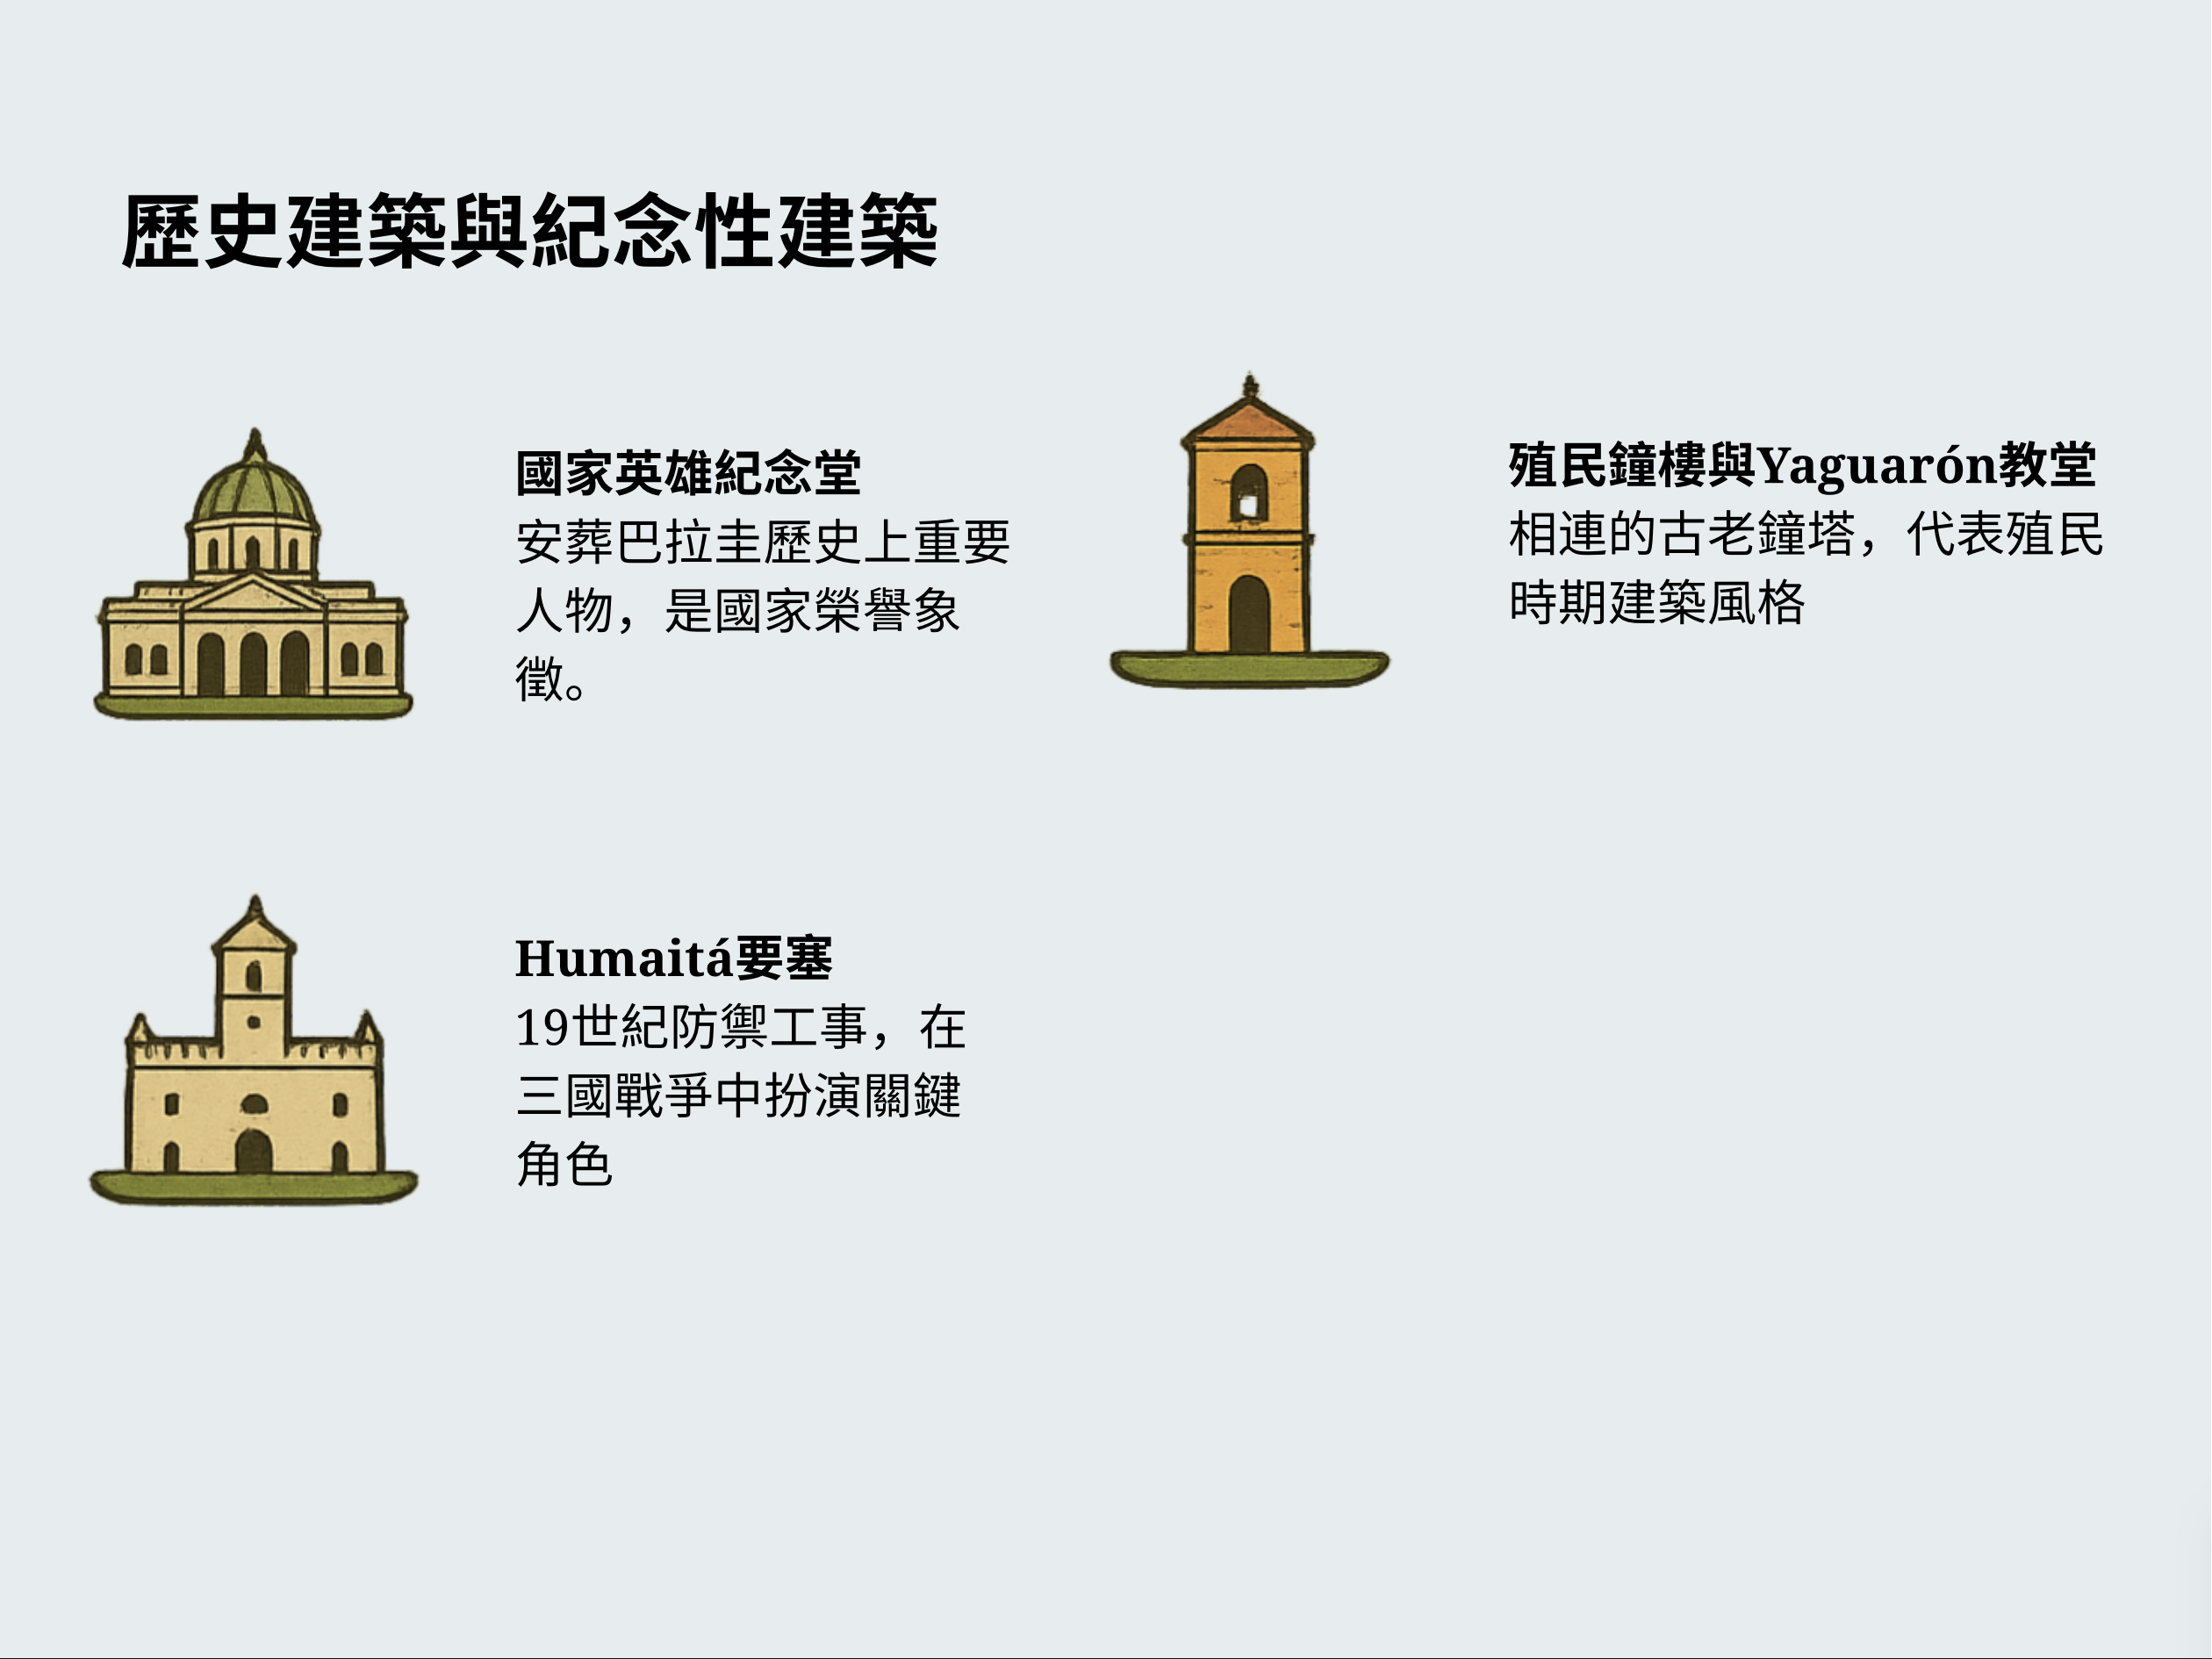 歷史建築與紀念性建築
國家英雄紀念堂
安葬巴拉圭歷史上重要
人物，是國家榮譽象
徵。
殖民鐘樓與Yaguarón教堂
相連的古老鐘塔，代表殖民
時期建築風格
Humaitá要塞
19世紀防禦工事，在
三國戰爭中扮演關鍵
角色